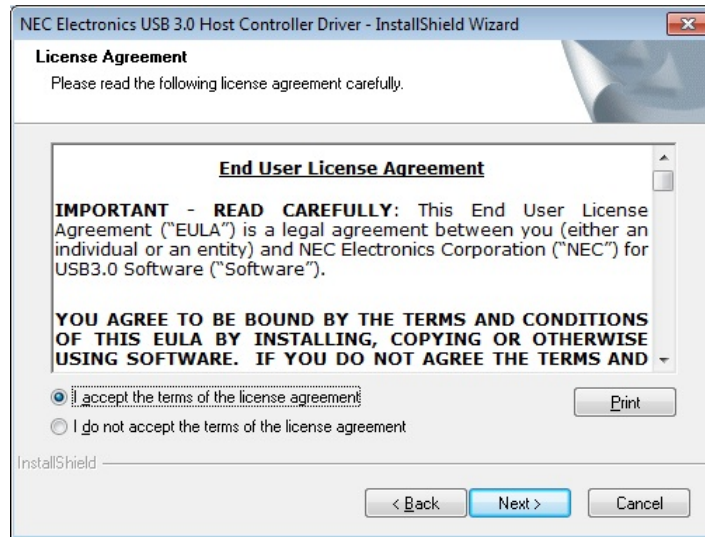 NEC Electronics USB 3.0 Host Controller Driver - InstallShield Wizard
License Agreement
Please read the following license agreement carefully.
End User License Agreement
IMPORTANT - READ CAREFULLY: This End User License
Agreement (“EULA”) is a legal agreement between you (either an
individual or an entity) and NEC Electronics Corporation (“NEC”) for
USB3.0 Software (“Software”).
YOU AGREE TO BE BOUND BY THE TERMS AND CONDITIONS
OF THIS EULA BY INSTALLING, COPYING OR OTHERWISE
USING SOFTWARE. IF YOU DO NOT AGREE THE TERMS AND
I accept the terms of the license agreement
Print
I do not accept the terms of the license agreement
InstallShield
< Back
Next >
Cancel